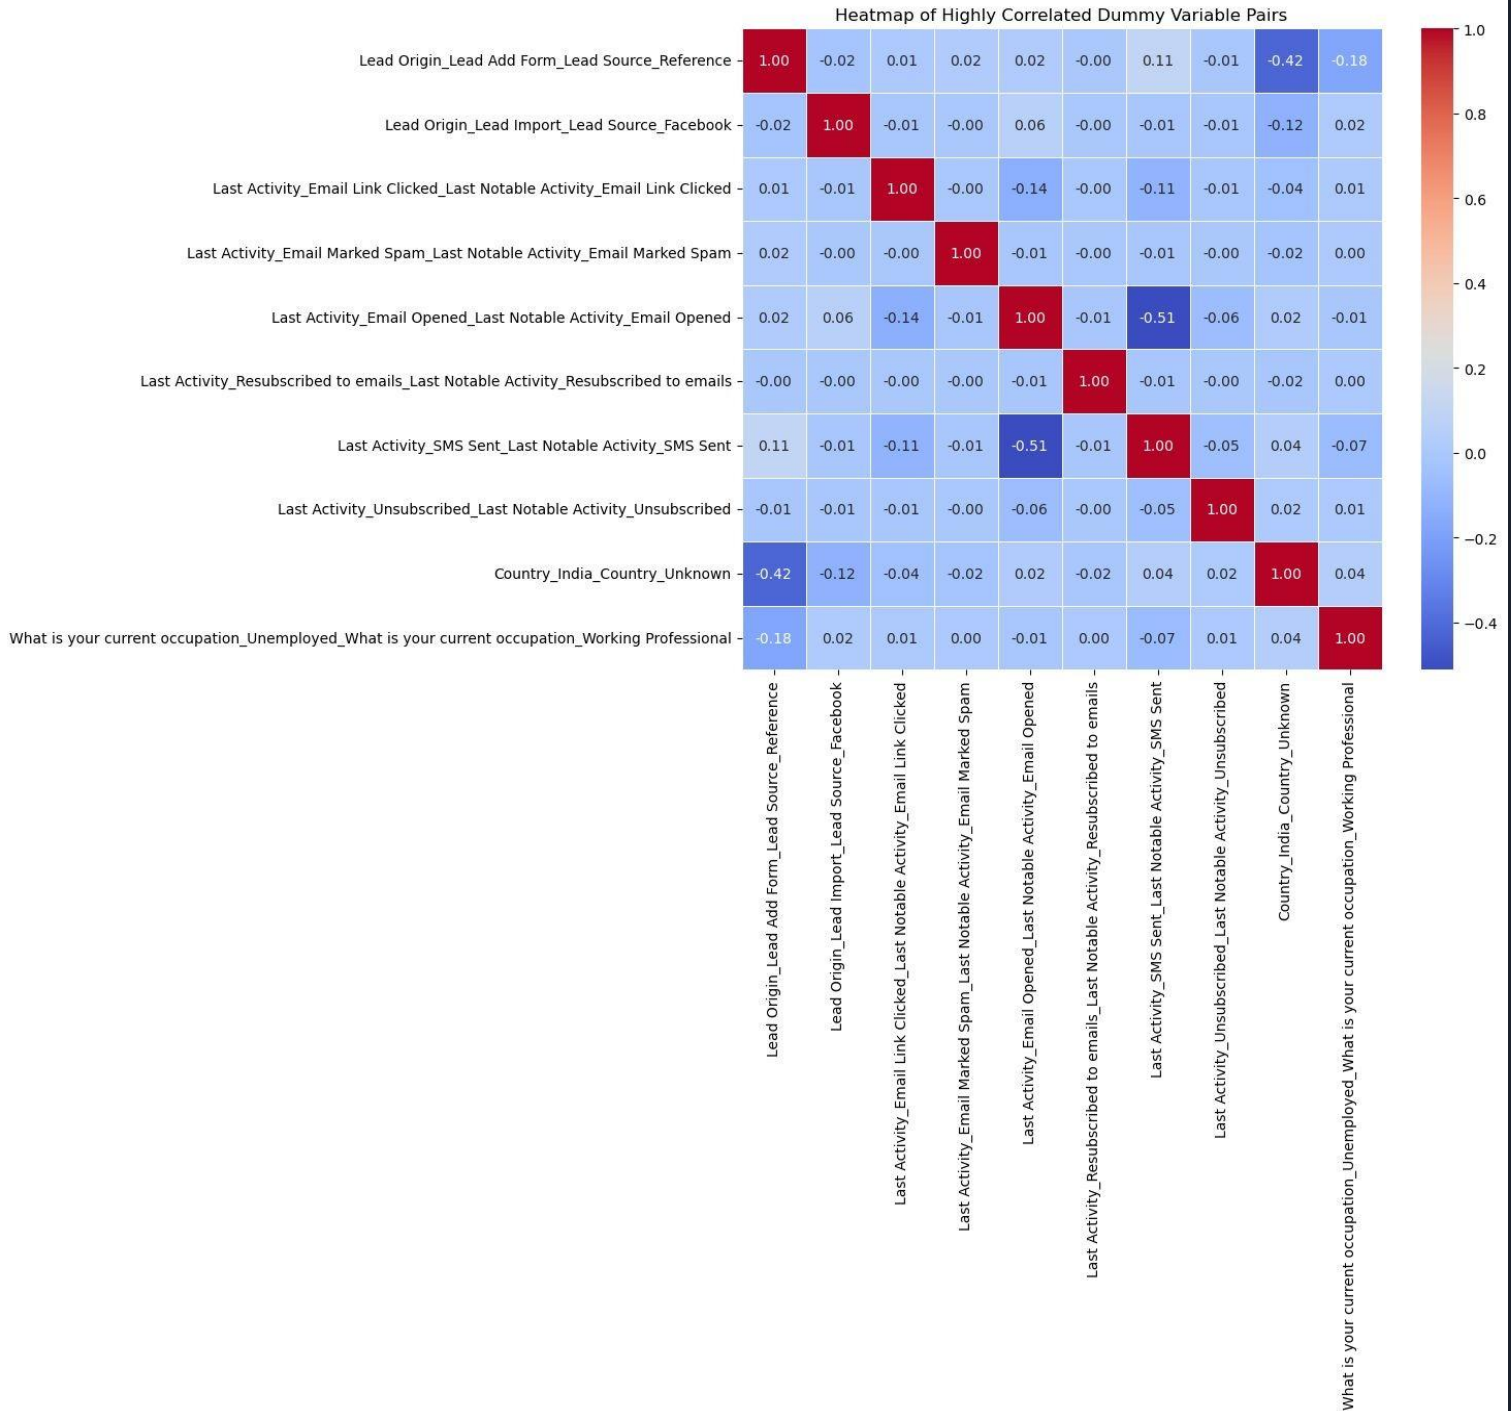 Heatmap of Highly Correlated Dummy Variable Pairs
Lead Origin_Lead Add Form_Lead Source_Reference 1.00 -0.02 0.01 0.02 0.02 -0.00 0.11 -0.01 -0.42 -0.18
Lead Origin_Lead Import_Lead Source_Facebook -0.02 1.00 -0.01 -0.00 0.06 -0.00 -0.01 -0.01 -0.12 0.02
Last Activity_Email Link Clicked_Last Notable Activity_Email Link Clicked 0.01 -0.01 1.00 -0.00 -0.14 -0.00 -0.11 -0.01 -0.04 0.01
Last Activity_Email Marked Spam_Last Notable Activity_Email Marked Spam 0.02 -0.00 -0.00 1.00 -0.01 -0.00 -0.01 -0.00 -0.02 0.00
Last Activity_Email Opened_Last Notable Activity_Email Opened 0.02 0.06 -0.14 -0.01 1.00 -0.01 -0.51 -0.06 0.02 -0.01
Last Activity_Resubscribed to emails_Last Notable Activity_Resubscribed to emails -0.00 -0.00 -0.00 -0.00 -0.01 1.00 -0.01 -0.00 -0.02 0.00
Last Activity_SMS Sent_Last Notable Activity_SMS Sent 0.11 -0.01 -0.11 -0.01 -0.51 -0.01 1.00 -0.05 0.04 -0.07
Last Activity_Unsubscribed_Last Notable Activity_Unsubscribed -0.01 -0.01 -0.01 -0.00 -0.06 -0.00 -0.05 1.00 0.02 0.01
Country_India_Country_Unknown -0.42 -0.12 -0.04 -0.02 0.02 -0.02 0.04 0.02 1.00 0.04
What is your current occupation_Unemployed_What is your current occupation_Working Professional -0.18 0.02 0.01 0.00 -0.01 0.00 -0.07 0.01 0.04 1.00
Lead Origin_Lead Add Form_Lead Source_Reference
Lead Origin_Lead Import_Lead Source_Facebook
Last Activity_Email Link Clicked_Last Notable Activity_Email Link Clicked
Last Activity_Email Marked Spam_Last Notable Activity_Email Marked Spam
Last Activity_Email Opened_Last Notable Activity_Email Opened
Last Activity_Resubscribed to emails_Last Notable Activity_Resubscribed to emails
Last Activity_SMS Sent_Last Notable Activity_SMS Sent
Last Activity_Unsubscribed_Last Notable Activity_Unsubscribed
Country_India_Country_Unknown
What is your current occupation_Unemployed_What is your current occupation_Working Professional
1.0
0.8
0.6
0.4
0.2
0.0
−0.2
−0.4